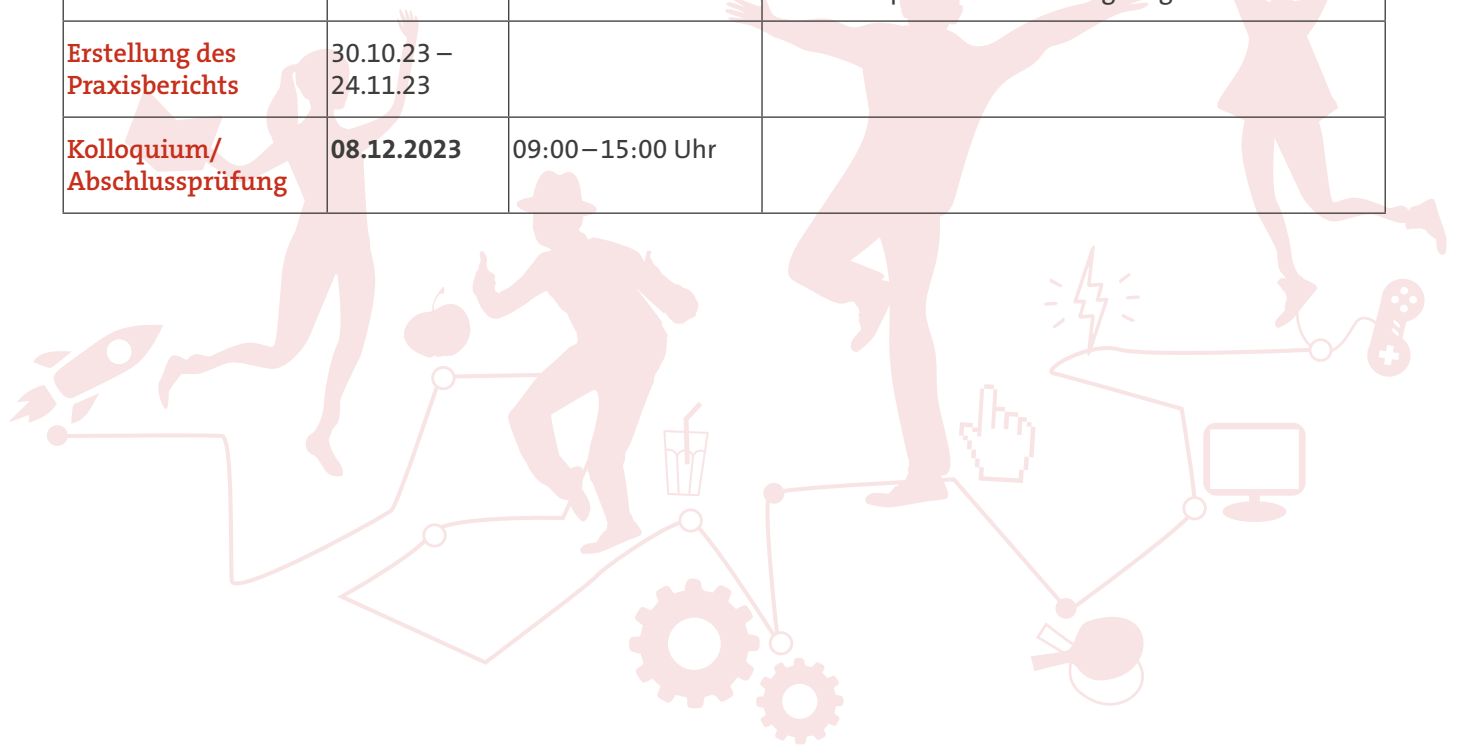 Erstellung des
Praxisberichts
30.10.23 –
24.11.23
Kolloquium/
Abschlussprüfung
08.12.2023
09:00 – 15:00 Uhr